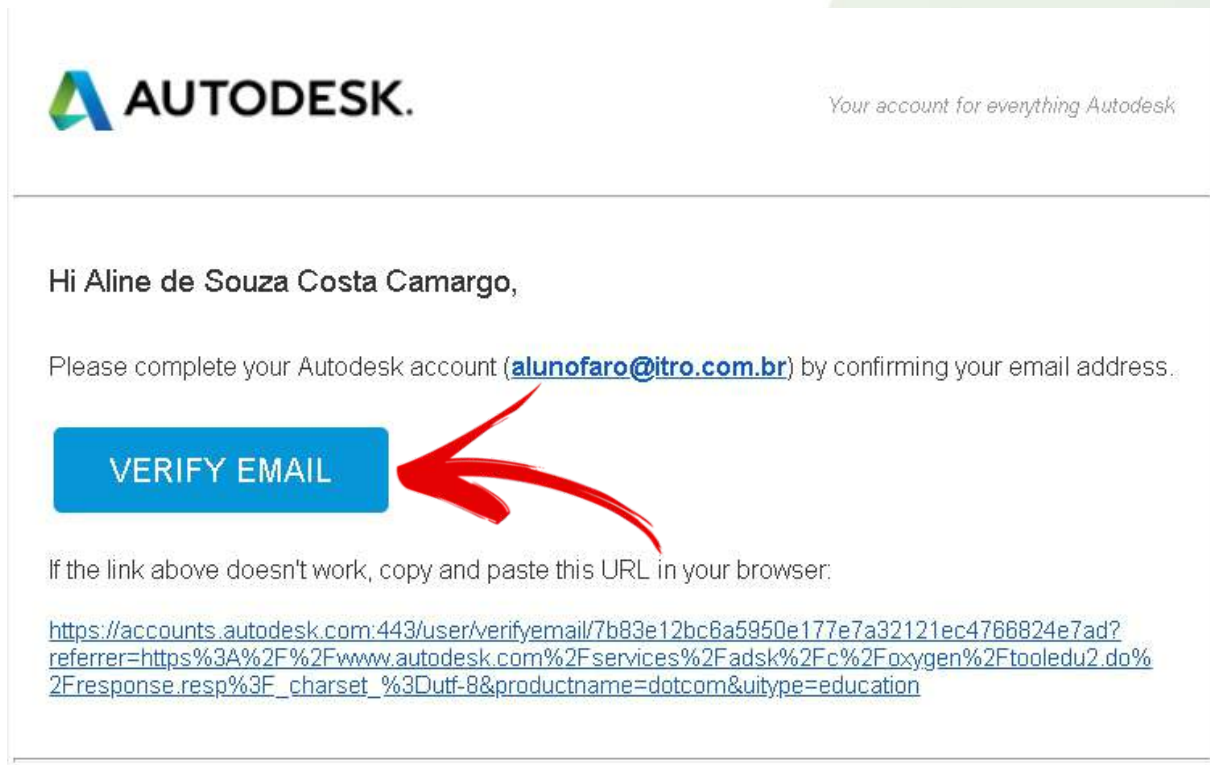 AUTODESK.
Your account for everything Autodesk
Hi Aline de Souza Costa Camargo,
Please complete your Autodesk account (alunofaro@itro.com.br) by confirming your email address.
VERIFY EMAIL
If the link above doesn't work, copy and paste this URL in your browser:
https://accounts.autodesk.com:443/user/verifyemail/7b83e12bc6a5950e177e7a32121ec4766824e7ad?
referrer=https%3A%2F%2Fwww.autodesk.com%2Fservices%2Fadsk%2Fc%2Foxygen%2Ftooledu2.do%
2Fresponse.resp%3F_charset_%3Dutf-8&productname=dotcom&uitype=education